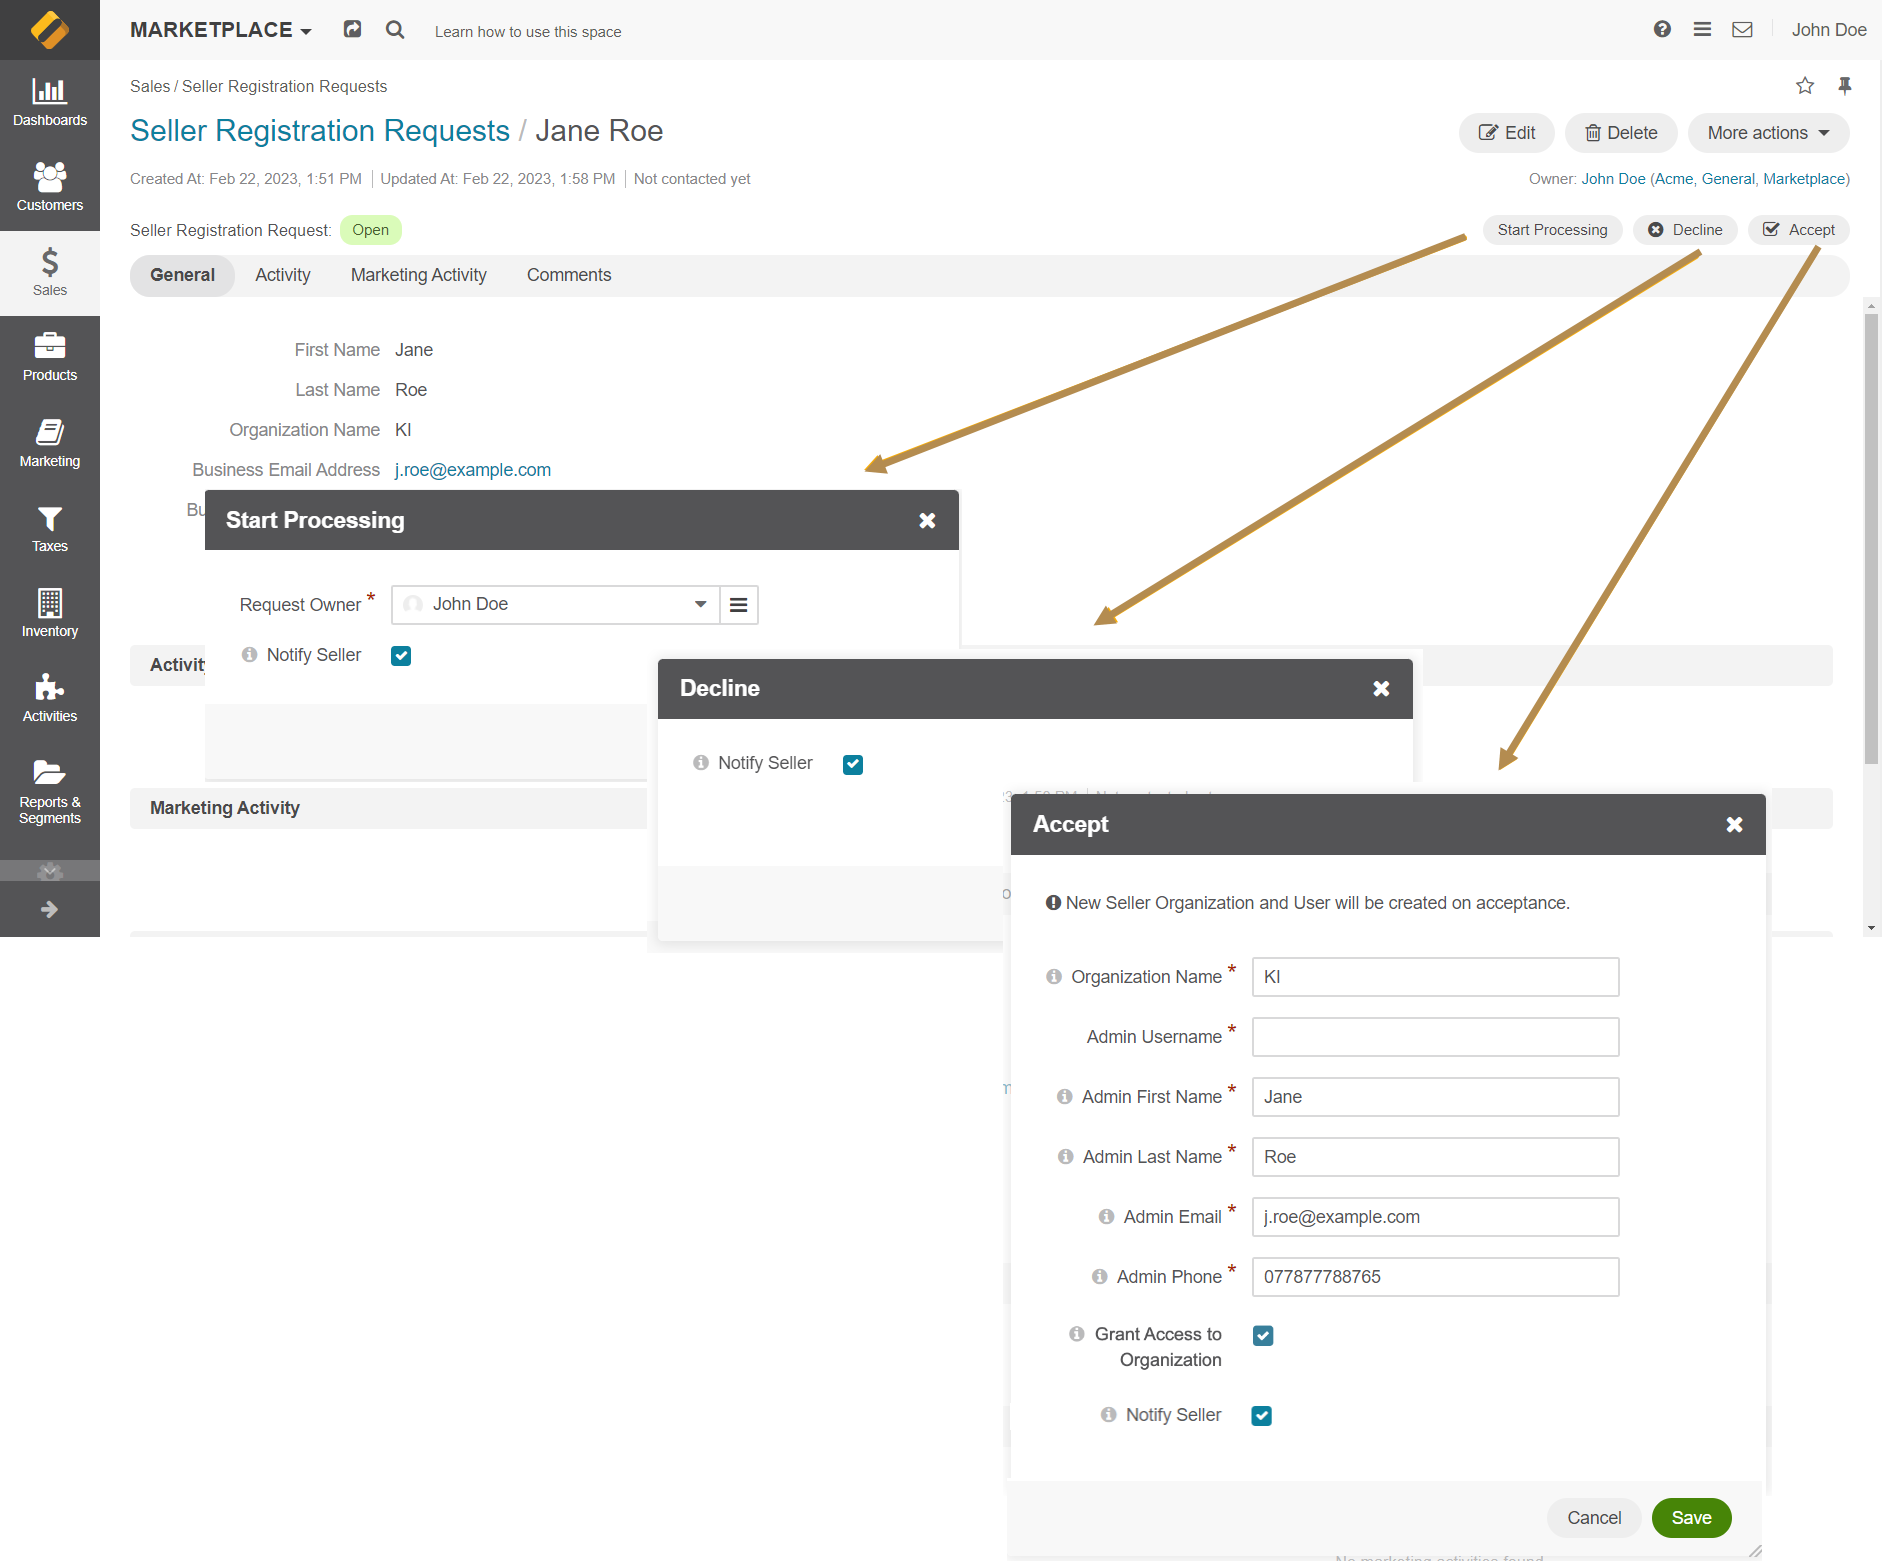 MARKETPLACE
Learn how to use this space
John Doe
Dashboards
Customers
Sales
Products
Marketing
Taxes
Inventory
Activities
Reports &
Segments
Sales / Seller Registration Requests
Seller Registration Requests / Jane Roe
Edit
Delete
More actions
Created At: Feb 22, 2023, 1:51 PM
Updated At: Feb 22, 2023, 1:58 PM
Not contacted yet
Owner: John Doe (Acme, General, Marketplace)
Seller Registration Request: Open
Start Processing
Decline
Accept
General
Activity
Marketing Activity
Comments
First Name Jane
Last Name Roe
Organization Name KI
Business Email Address j.roe@example.com
Start Processing
Request Owner * John Doe
Notify Seller
Marketing Activity
Decline
Notify Seller
Accept
New Seller Organization and User will be created on acceptance.
Organization Name * KI
Admin Username *
Admin First Name * Jane
Admin Last Name * Roe
Admin Email * j.roe@example.com
Admin Phone * 077877788765
Grant Access to
Organization
Notify Seller
Cancel
Save